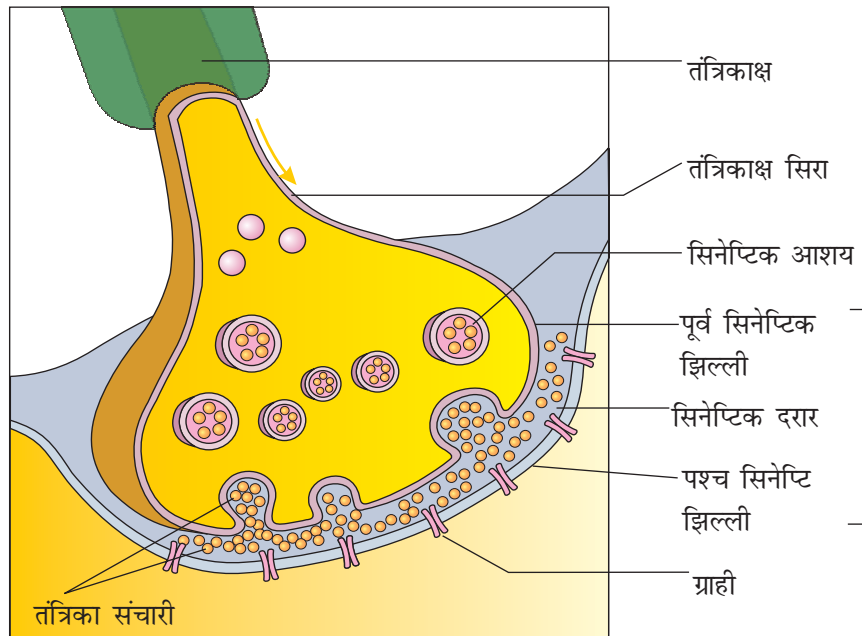 तंत्रिकाक्ष
तंत्रिकाक्ष सिरा
सिनेप्टिक आशय
पूर्व सिनेप्टिक
झिल्ली
सिनेप्टिक दरार
पश्च सिनेप्टि
झिल्ली
ग्राही
तंत्रिका संचारी